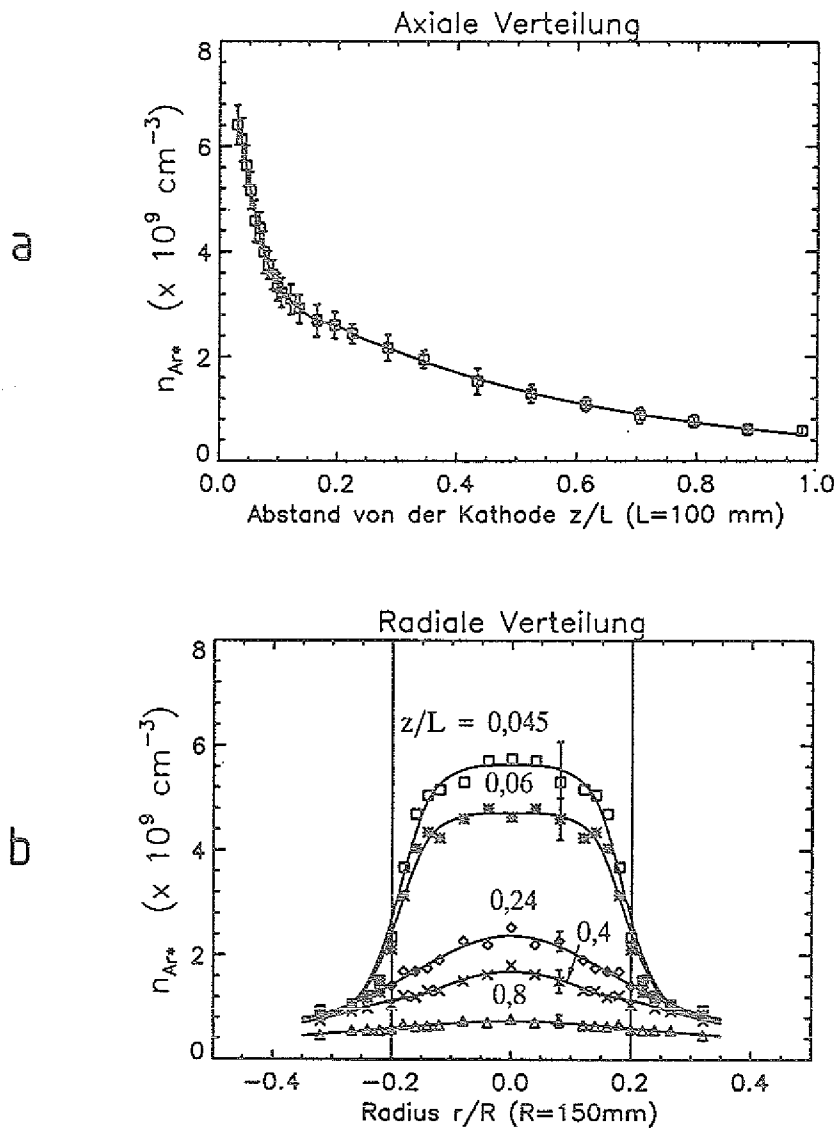 Axiale Verteilung
8
6
4
2
0
n_Ar* (x 10^9 cm^-3)
0.0 0.2 0.4 0.6 0.8 1.0
Abstand von der Kathode z/L (L=100 mm)
a
Radiale Verteilung
8
6
4
2
0
n_Ar* (x 10^9 cm^-3)
z/L = 0,045
0,06
0,24
0,4
0,8
-0.4 -0.2 0.0 0.2 0.4
Radius r/R (R=150mm)
b